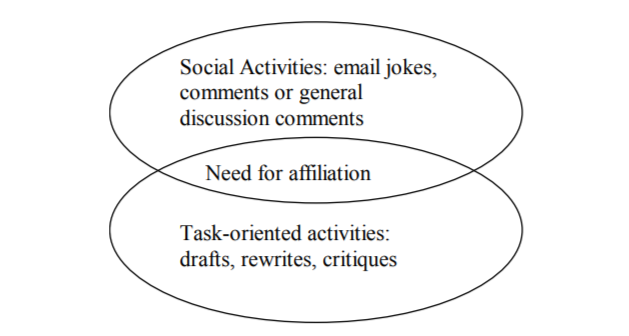 Social Activities: email jokes,
comments or general
discussion comments
Need for affiliation
Task-oriented activities:
drafts, rewrites, critiques